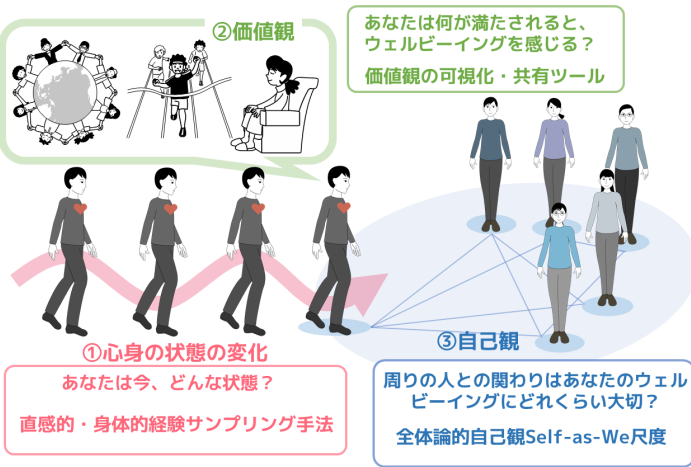 ②価値観
あなたは何が満たされると、
ウェルビーイングを感じる？
価値観の可視化・共有ツール
①心身の状態の変化
あなたは今、どんな状態？
直感的・身体的経験サンプリング手法
③自己観
周りの人との関わりはあなたのウェル
ビーイングにどれくらい大切？
全体論的自己観Self-as-We尺度